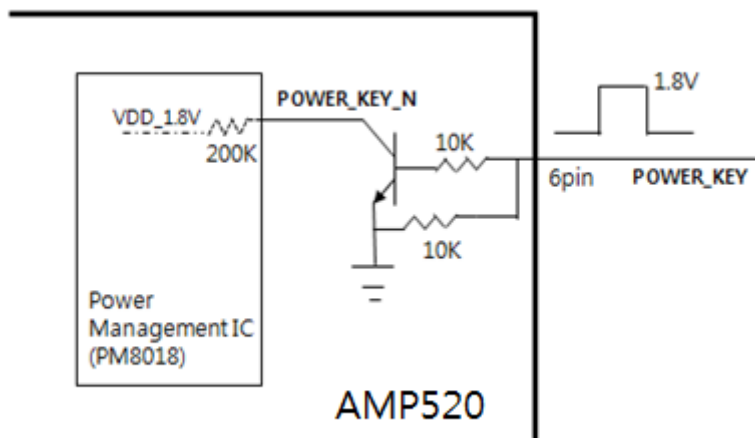 POWER_KEY_N
VDD_1.8V
200K
10K
10K
1.8V
6pin POWER_KEY
Power
Management IC
(PM8018)
AMP520